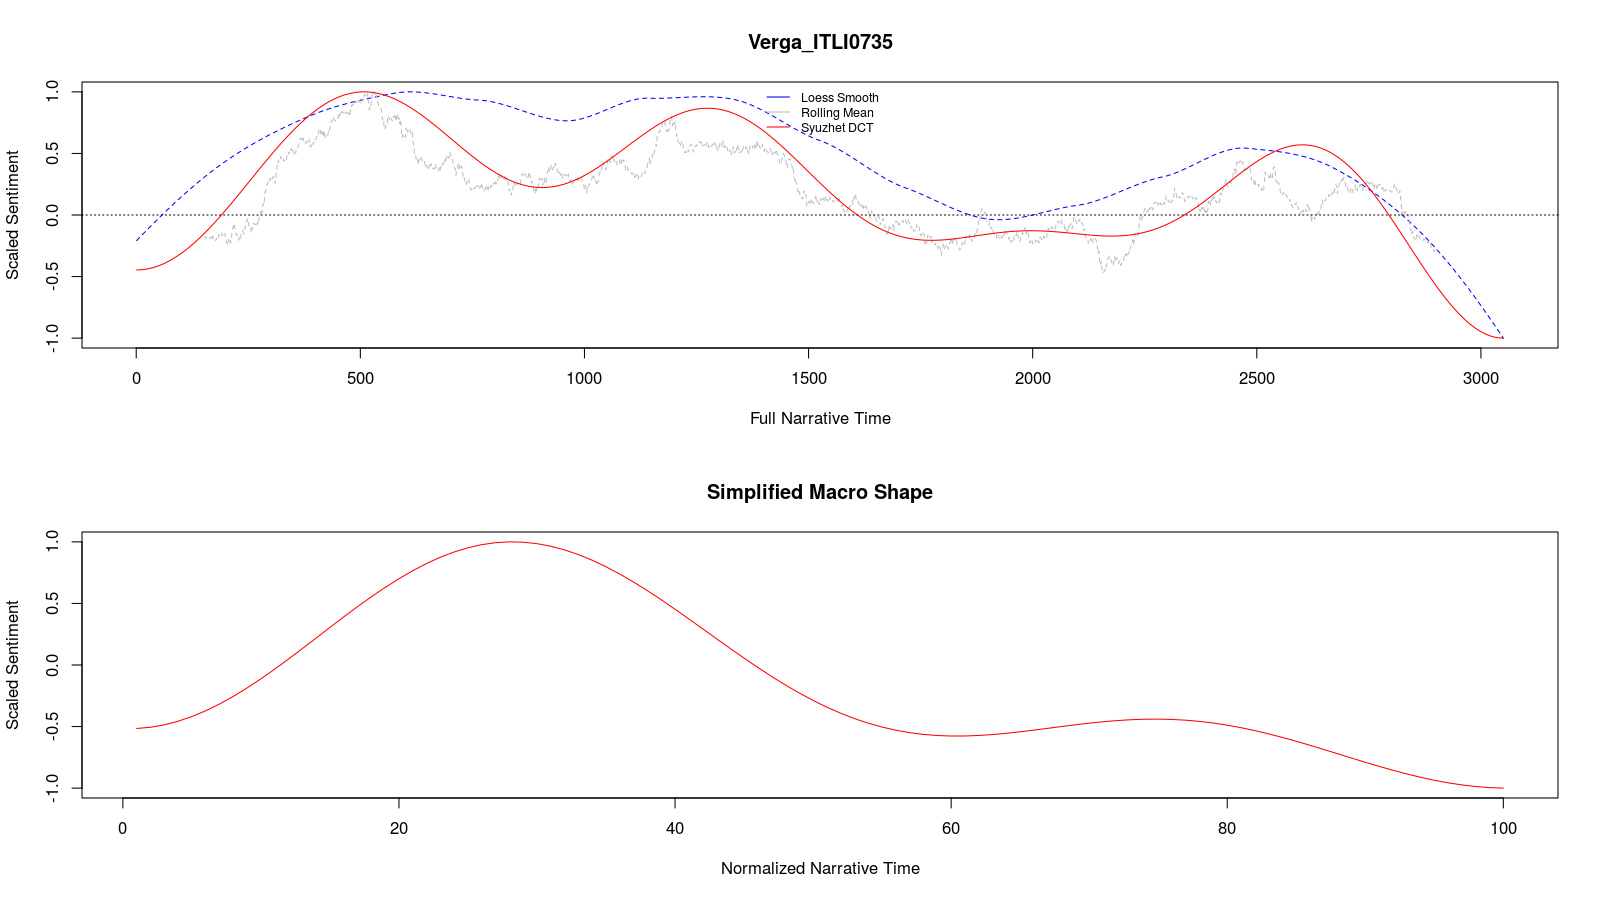 Verga_ITLI0735
Scaled Sentiment
1.0
0.5
0.0
-0.5
-1.0
Loess Smooth
Rolling Mean
Syuzhet DCT
0 500 1000 1500 2000 2500 3000
Full Narrative Time
Simplified Macro Shape
Scaled Sentiment
1.0
0.5
0.0
-0.5
-1.0
0 20 40 60 80 100
Normalized Narrative Time